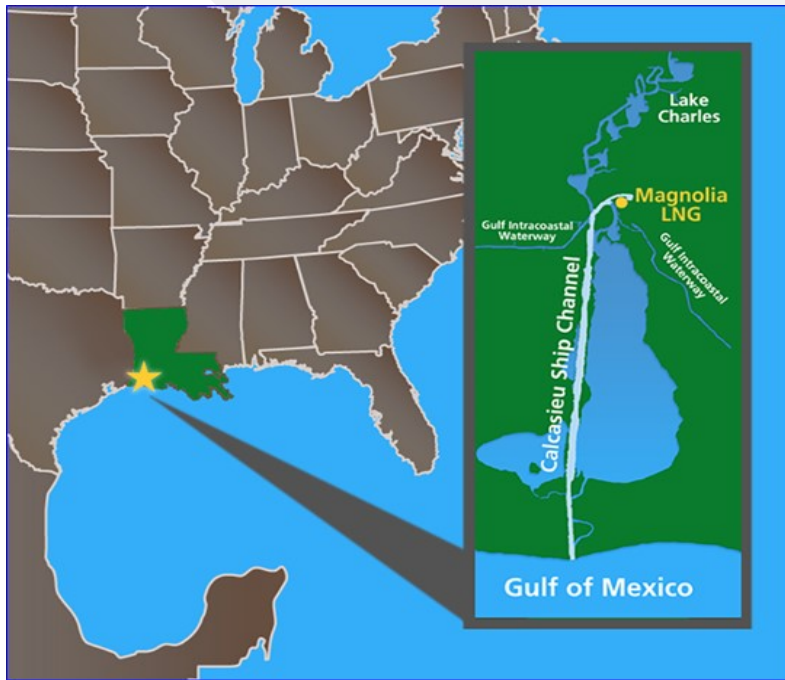 Lake
Charles
Magnolia
LNG
Gulf Intracoastal
Waterway
Gulf Intracoastal
Waterway
Calcasieu Ship Channel
Gulf of Mexico